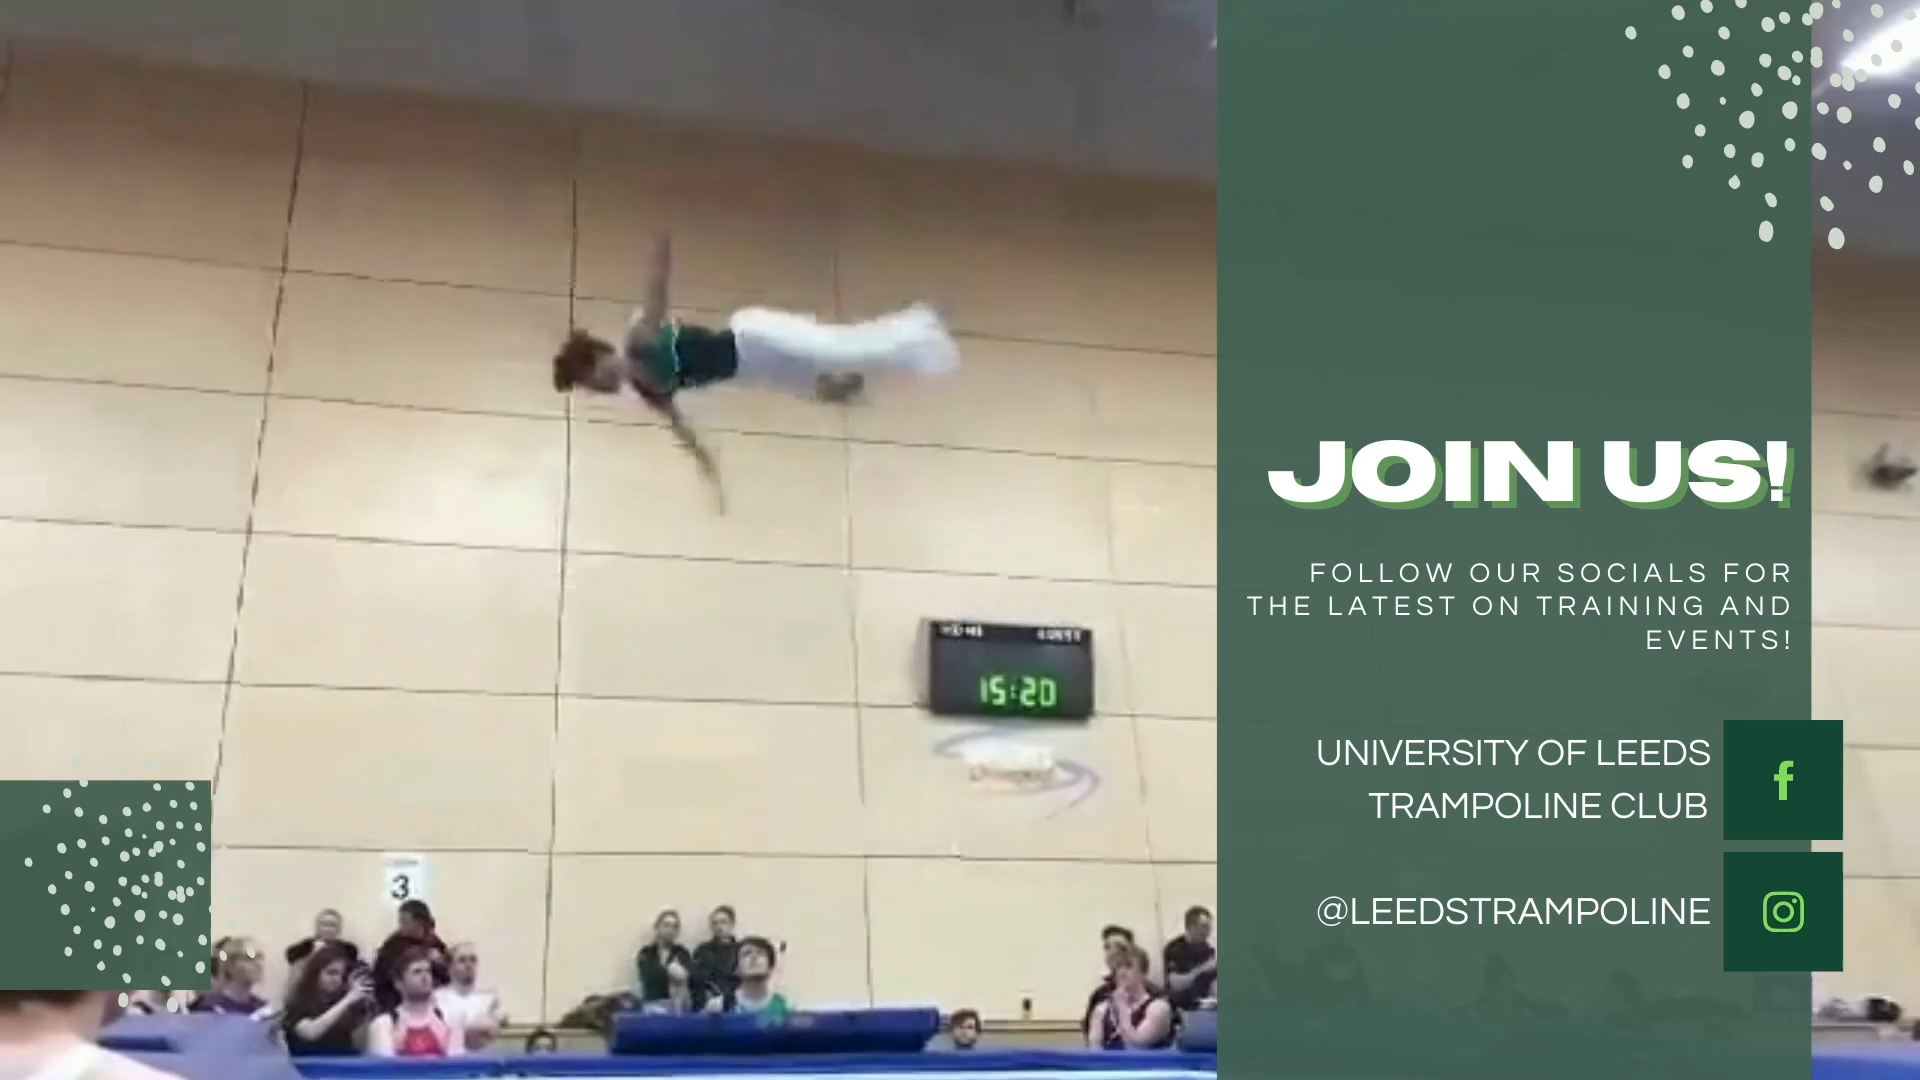 JOIN US!
FOLLOW OUR SOCIALS FOR
THE LATEST ON TRAINING AND
EVENTS!
15:20
UNIVERSITY OF LEEDS
TRAMPOLINE CLUB
3
@LEEDSTRAMPOLINE